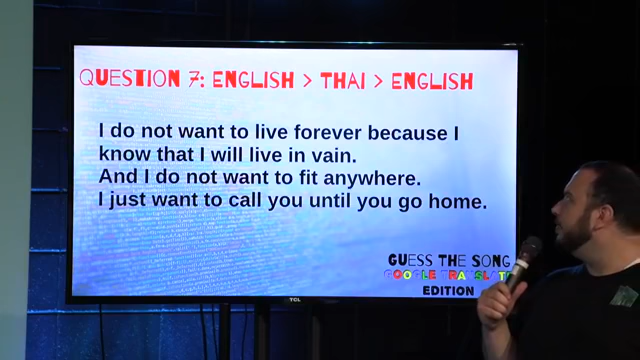 QUESTION 7: ENGLISH > THAI > ENGLISH
I do not want to live forever because I
know that I will live in vain.
And I do not want to fit anywhere.
I just want to call you until you go home.
GUESS THE SONG
GOOGLE TRANSLATE
EDITION
TCL